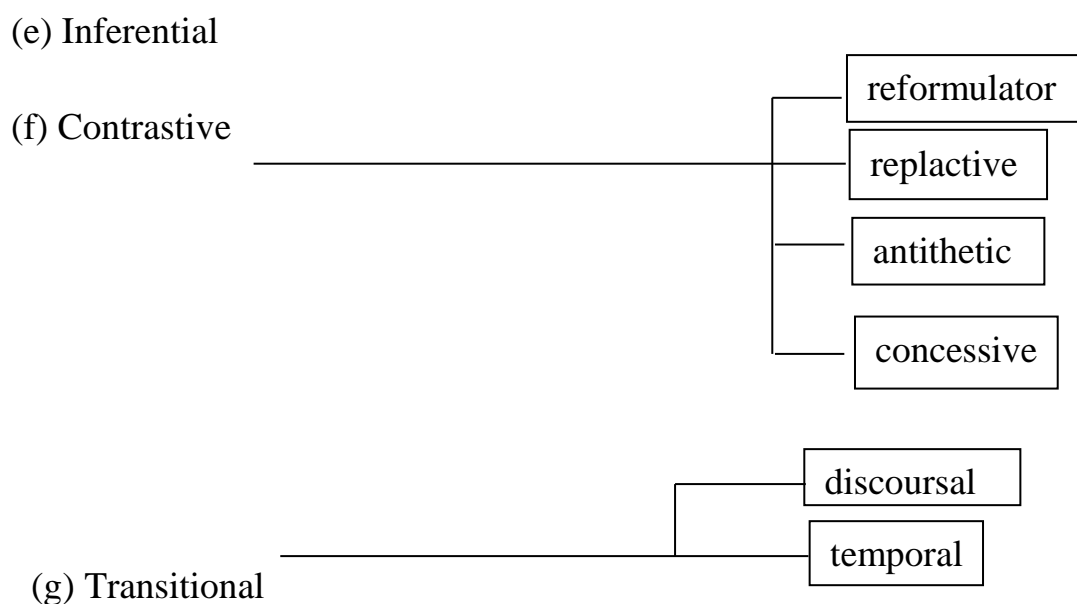 (e) Inferential
reformulator
(f) Contrastive
replactive
antithetic
concessive
discoursal
temporal
(g) Transitional